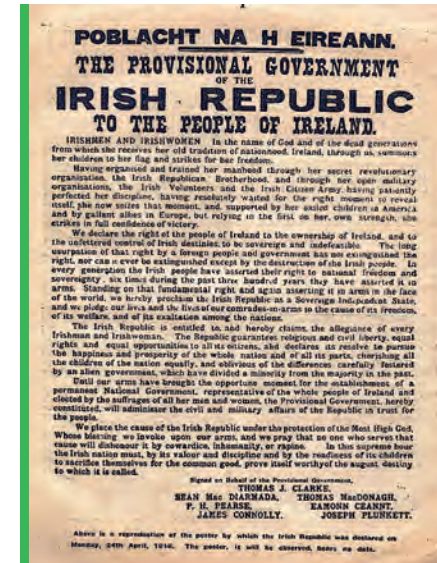 POBLACHT NA H EIREANN.
THE PROVISIONAL GOVERNMENT
OF THE
IRISH REPUBLIC
TO THE PEOPLE OF IRELAND.
IRISHMEN AND IRISHWOMEN In the name of God and of the dead generations
from which she receives her old tradition of nationhood, Ireland, through us, summons
her children to her flag and strikes for her freedom.
Having organised and trained her manhood through her secret revolutionary
organisation, the Irish Republican Brotherhood, and through her open military
organisations, the Irish Volunteers and the Irish Citizen Army, having patiently
perfected her discipline, having resolutely waited for the right moment to reveal
itself, she now seizes that moment, and, supported by her exiled children in America
and by gallant allies in Europe, but relying in the first on her own strength, she
strikes in full confidence of victory.
We declare the right of the people of Ireland to the ownership of Ireland, and to
the unfettered control of Irish destinies, to be sovereign and indefeasible. The long
usurpation of that right by a foreign people and government has not extinguished the
right, nor can it ever be extinguished except by the destruction of the Irish people. In
every generation the Irish people have asserted their right to national freedom and
sovereignty, six times during the past three hundred years they have asserted it in
arms. Standing on that fundamental right and again asserting it in arms in the face
of the world, we hereby proclaim the Irish Republic as a Sovereign Independent State,
and we pledge our lives and the lives of our comrades-in-arms to the cause of its freedom,
of its welfare, and of its exaltation among the nations.
The Irish Republic is entitled to, and hereby claims, the allegiance of every
Irishman and Irishwoman. The Republic guarantees religious and civil liberty, equal
rights and equal opportunities to all its citizens, and declares its resolve to pursue
the happiness and prosperity of the whole nation and of all its parts, cherishing all
the children of the nation equally, and oblivious of the differences carefully fostered
by an alien government, which have divided a minority from the majority in the past.
Until our arms have brought the opportune moment for the establishment of a
permanent National Government, representative of the whole people of Ireland and
elected by the suffrages of all her men and women, the Provisional Government, hereby
constituted, will administer the civil and military affairs of the Republic in trust for
the people.
We place the cause of the Irish Republic under the protection of the Most High God,
Whose blessing we invoke upon our arms, and we pray that no one who serves that
cause will dishonour it by cowardice, inhumanity, or rapine. In this supreme hour
the Irish nation must, by its valour and discipline and by the readiness of its children
to sacrifice themselves for the common good, prove itself worthy of the august destiny
to which it is called.
Signed on Behalf of the Provisional Government,
THOMAS J. CLARKE,
SEAN Mac DIARMADA, THOMAS MacDONAGH,
P. H. PEARSE, EAMONN CEANNT,
JAMES CONNOLLY, JOSEPH PLUNKETT.
Above is a reproduction of the poster by which the Irish Republic was declared on
Monday, 24th April, 1916. The poster, it will be observed, bears no date.